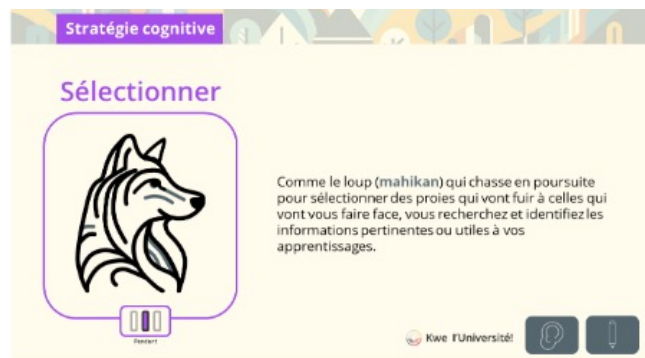 Stratégie cognitive
Sélectionner
Comme le loup (mahikan) qui chasse en poursuite
pour sélectionner des proies qui vont fuir à celles qui
vont vous faire face, vous recherchez et identifiez les
informations pertinentes ou utiles à vos
apprentissages.
Pendant
Kwe l'Université!